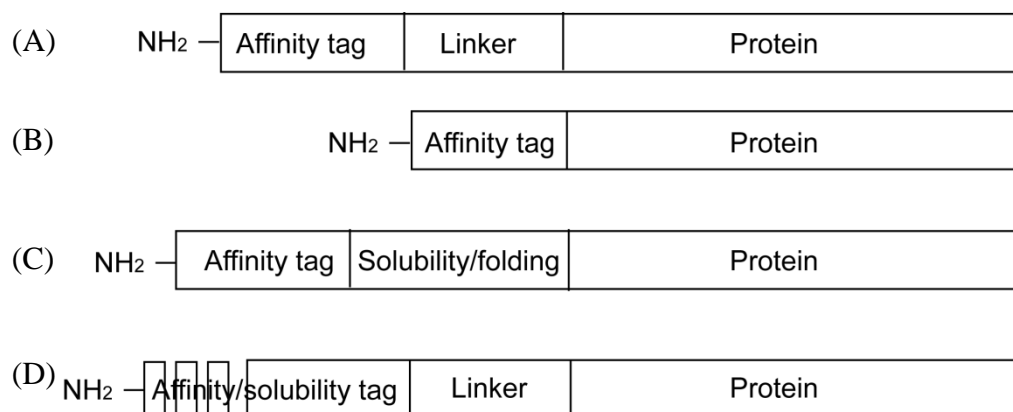 (A) NH2 Affinity tag Linker Protein
(B) NH2 Affinity tag Protein
(C) NH2 Affinity tag Solubility/folding Protein
(D) NH2 Affinity/solubility tag Linker Protein